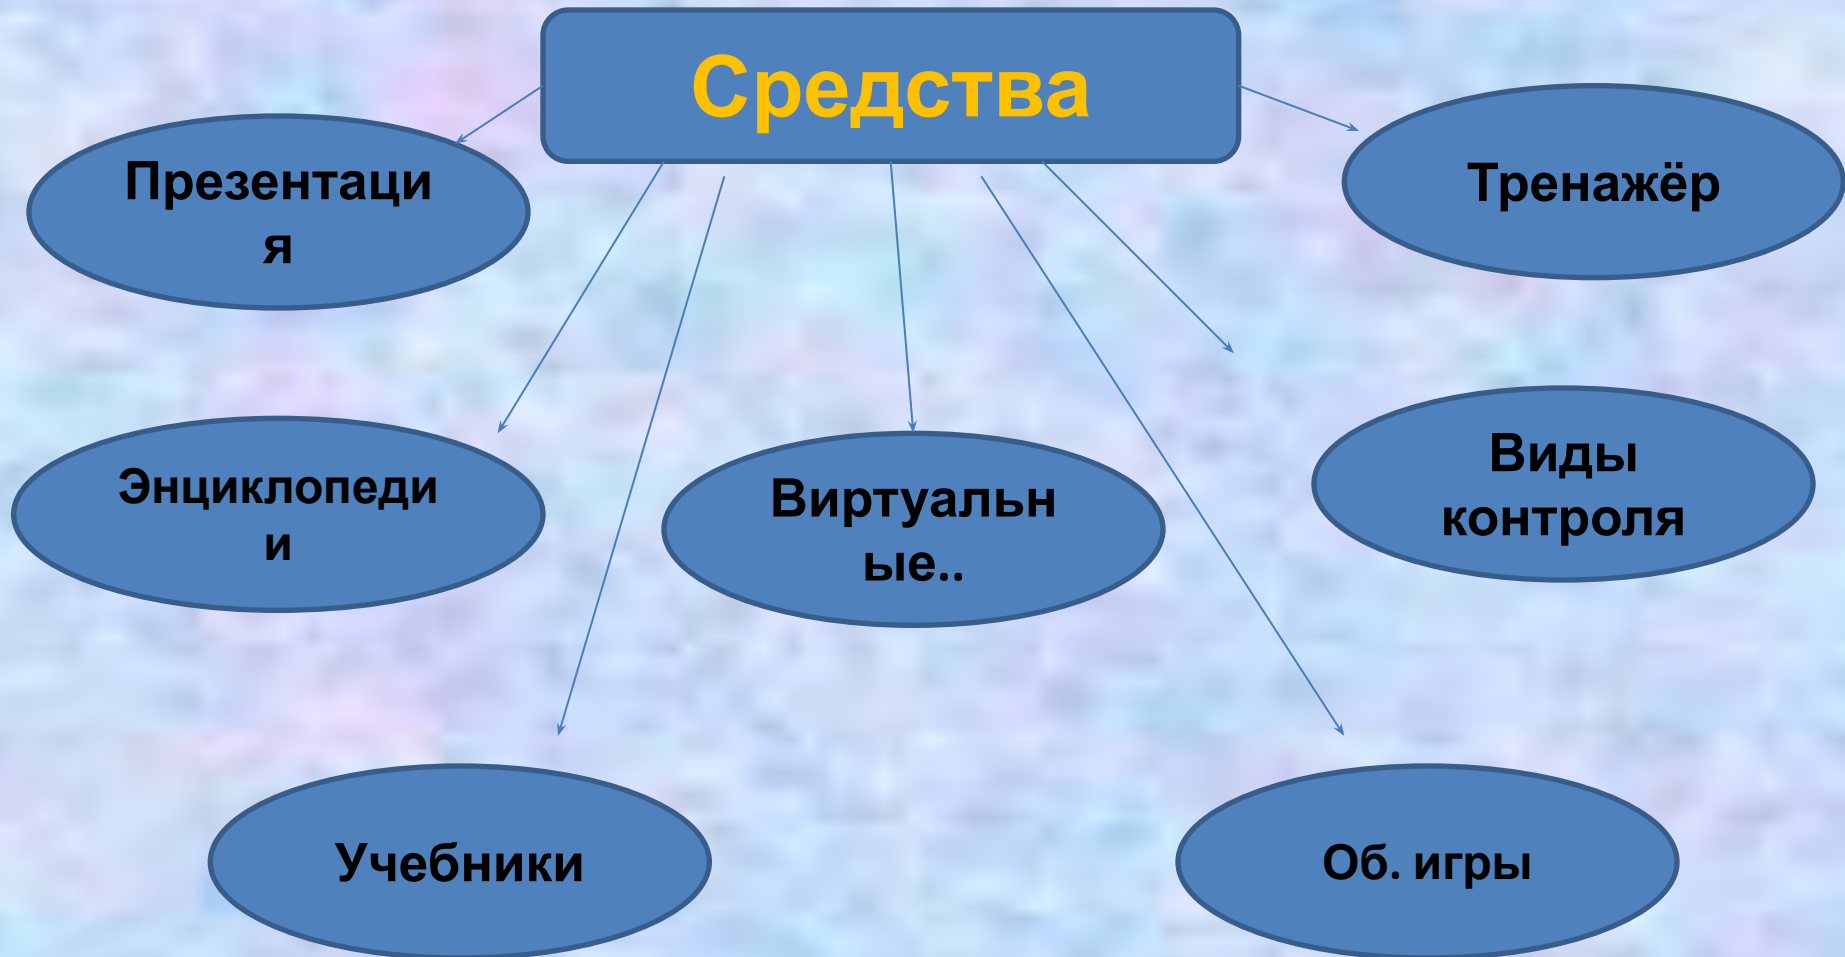 Средства
Презентаци
я
Тренажёр
Энциклопеди
и
Виртуальн
ые..
Виды
контроля
Учебники
Об. игры